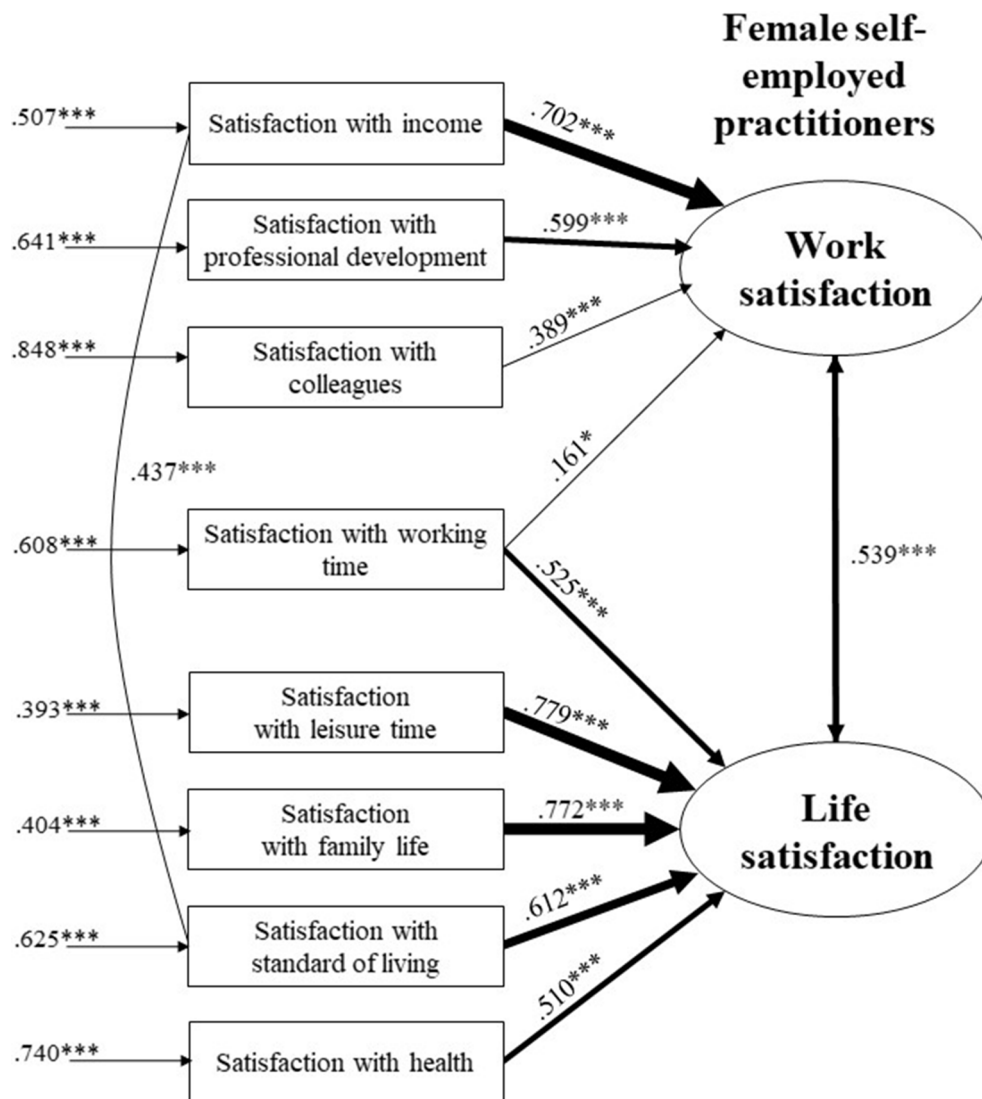 Female self-
employed
practitioners
.507***
Satisfaction with income
.702***
.641***
Satisfaction with
professional development
.599***
Work
satisfaction
.848***
Satisfaction with
colleagues
.389***
.437***
.161*
.608***
Satisfaction with working
time
.525***
.539***
.393***
Satisfaction
with leisure time
.779***
.404***
Satisfaction
with family life
.772***
Life
satisfaction
.625***
Satisfaction with
standard of living
.612***
.740***
Satisfaction with health
.510***